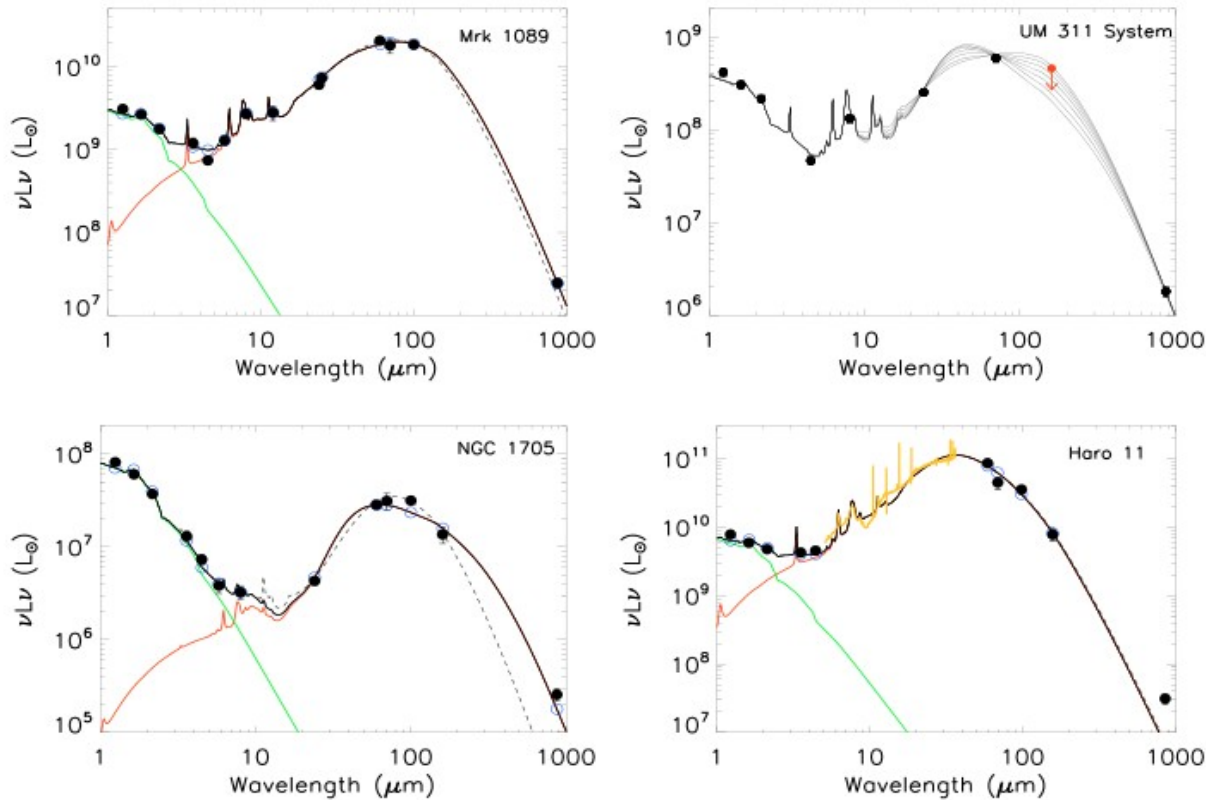 Mrk 1089
νLν (L⊙)
10^10
10^9
10^8
10^7
1 10 100 1000
Wavelength (μm)
UM 311 System
νLν (L⊙)
10^9
10^8
10^7
10^6
1 10 100 1000
Wavelength (μm)
NGC 1705
νLν (L⊙)
10^8
10^7
10^6
10^5
1 10 100 1000
Wavelength (μm)
Haro 11
νLν (L⊙)
10^11
10^10
10^9
10^8
10^7
1 10 100 1000
Wavelength (μm)